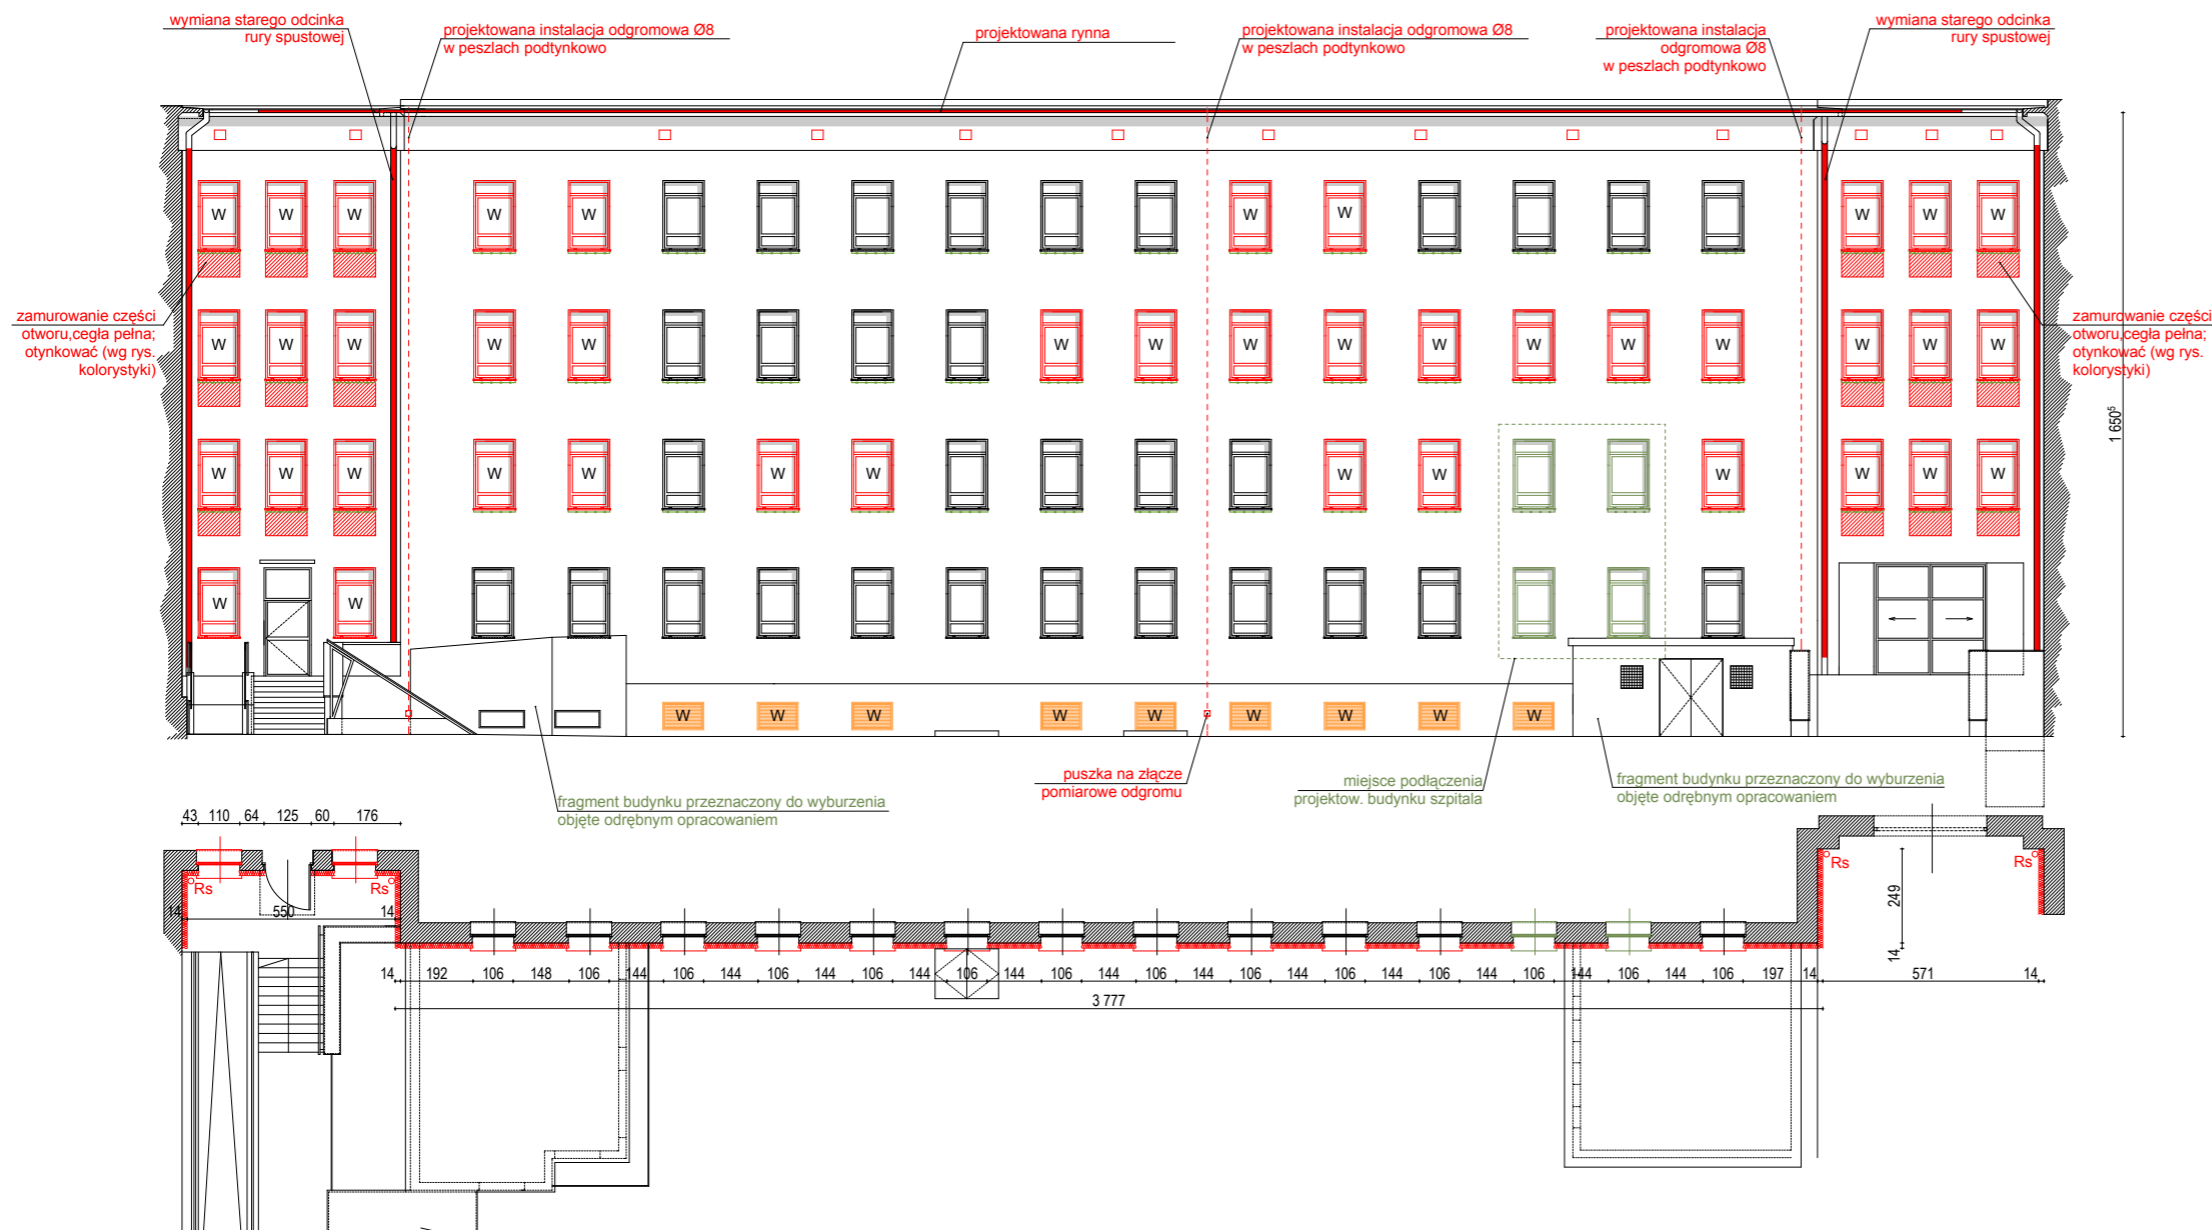 wymiana starego odcinka
rury spustowej
projektowana instalacja odgromowa Ø8
w peszlach podtynkowo
projektowana rynna
projektowana instalacja odgromowa Ø8
w peszlach podtynkowo
projektowana instalacja
odgromowa Ø8
w peszlach podtynkowo
wymiana starego odcinka
rury spustowej
W W W W W W W W W W
zamurowanie części
otworu,cegła pełna;
otynkować (wg rys.
kolorystyki)
W W W W W W W W W W W W W W W W
zamurowanie części
otworu,cegła pełna;
otynkować (wg rys.
kolorystyki)
1 650⁵
W W W W W W W W W W W W W
W W
W W W W W W W W W
puszka na złącze
pomiarowe odgromu
miejsce podłączenia
projektow. budynku szpitala
fragment budynku przeznaczony do wyburzenia
objęte odrębnym opracowaniem
fragment budynku przeznaczony do wyburzenia
objęte odrębnym opracowaniem
43 110 64 125 60 176
Rs Rs Rs Rs
14 550 14
249
14
14 192 106 148 106 144 106 144 106 144 106 144 106 144 106 144 106 144 106 144 106 144 106 144 106 144 106 144 106 197 14 571 14
3 777